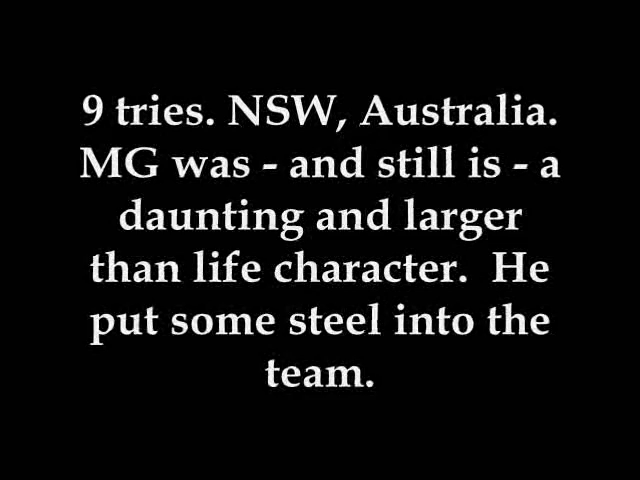 9 tries. NSW, Australia.
MG was - and still is - a
daunting and larger
than life character.  He
put some steel into the
team.